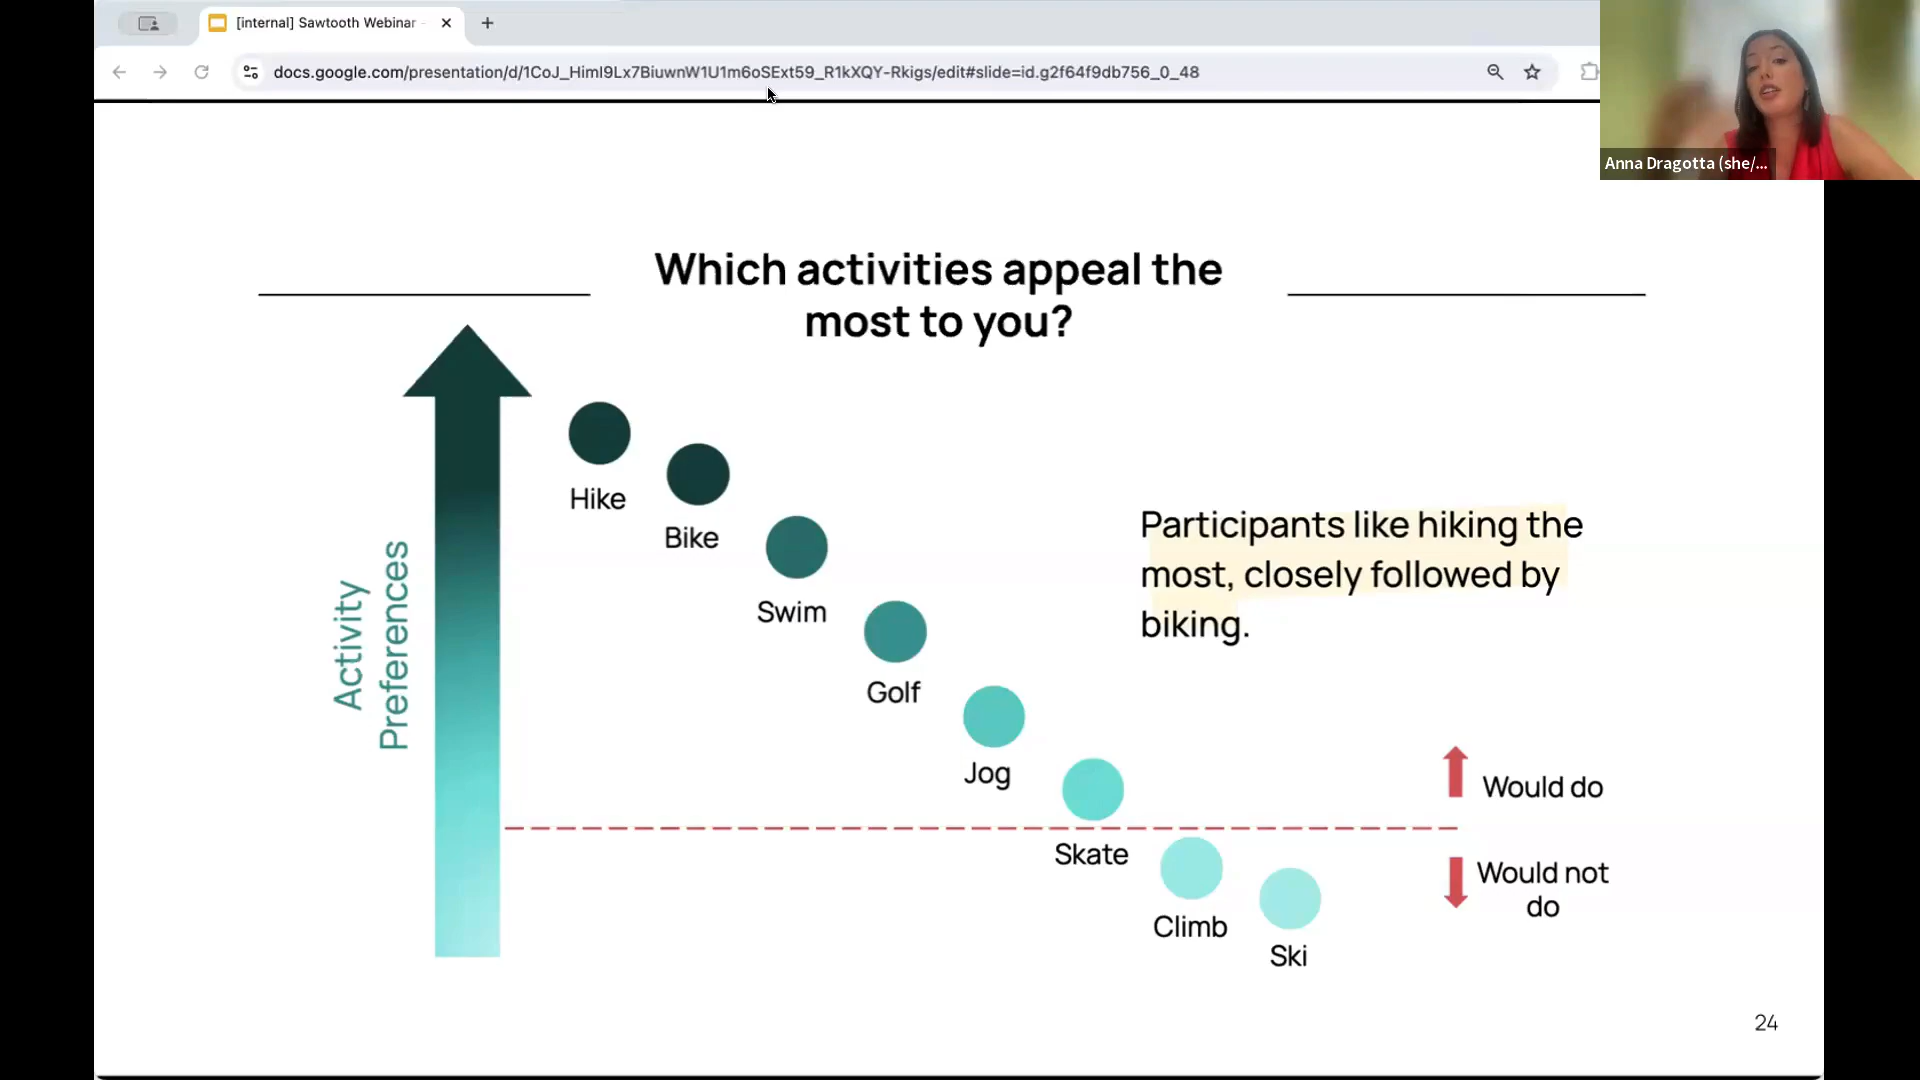 [internal] Sawtooth Webinar
docs.google.com/presentation/d/1CoJ_Himl9Lx7BiuwnW1U1m6oSExt59_R1kXQY-Rkigs/edit#slide=id.g2f64f9db756_0_48
Anna Dragotta (she/...
Which activities appeal the
most to you?
Activity
Preferences
Hike
Bike
Swim
Golf
Jog
Skate
Climb
Ski
Participants like hiking the
most, closely followed by
biking.
Would do
Would not
do
24